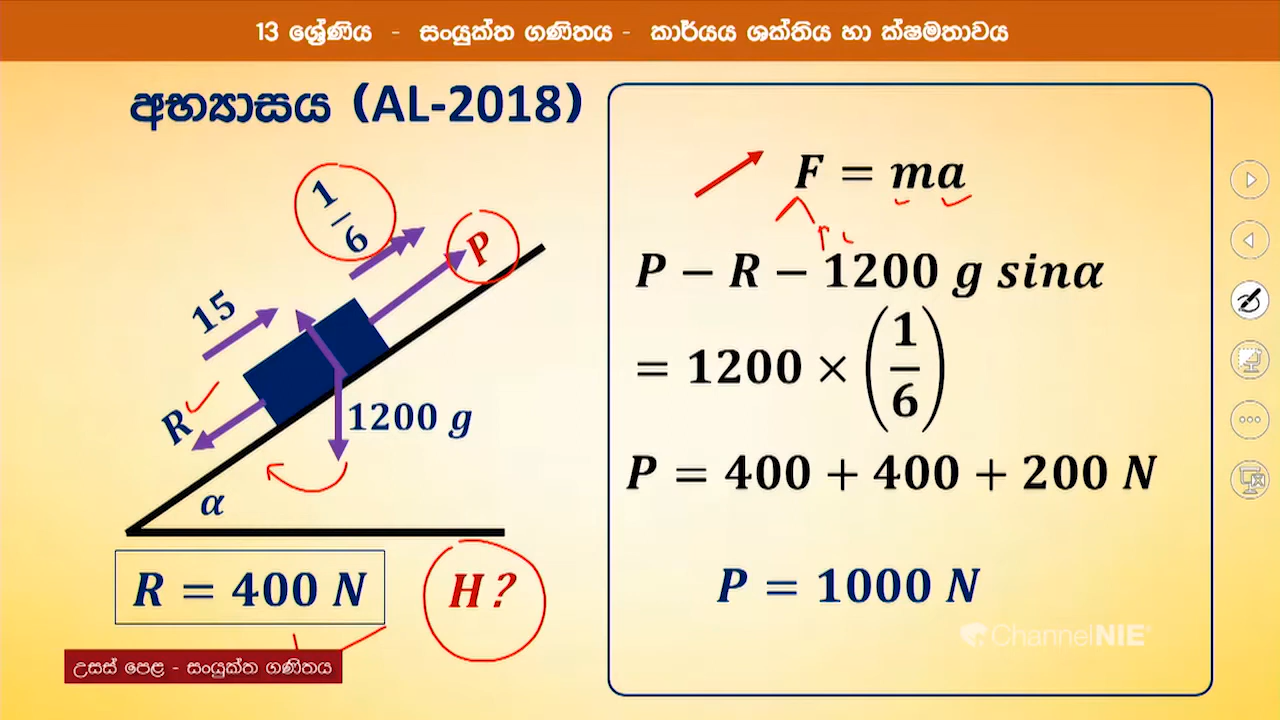 13 ශ්‍රේණිය - සංයුක්ත ගණිතය - කාර්යය ශක්තිය හා ක්ෂමතාවය
අභ්‍යාසය (AL-2018)
1/6
P
15
R
1200 g
α
R = 400 N
H?
F = ma
P − R − 1200 g sinα
= 1200 × (1/6)
P = 400 + 400 + 200 N
P = 1000 N
ChannelNIE
උසස් පෙළ - සංයුක්ත ගණිතය